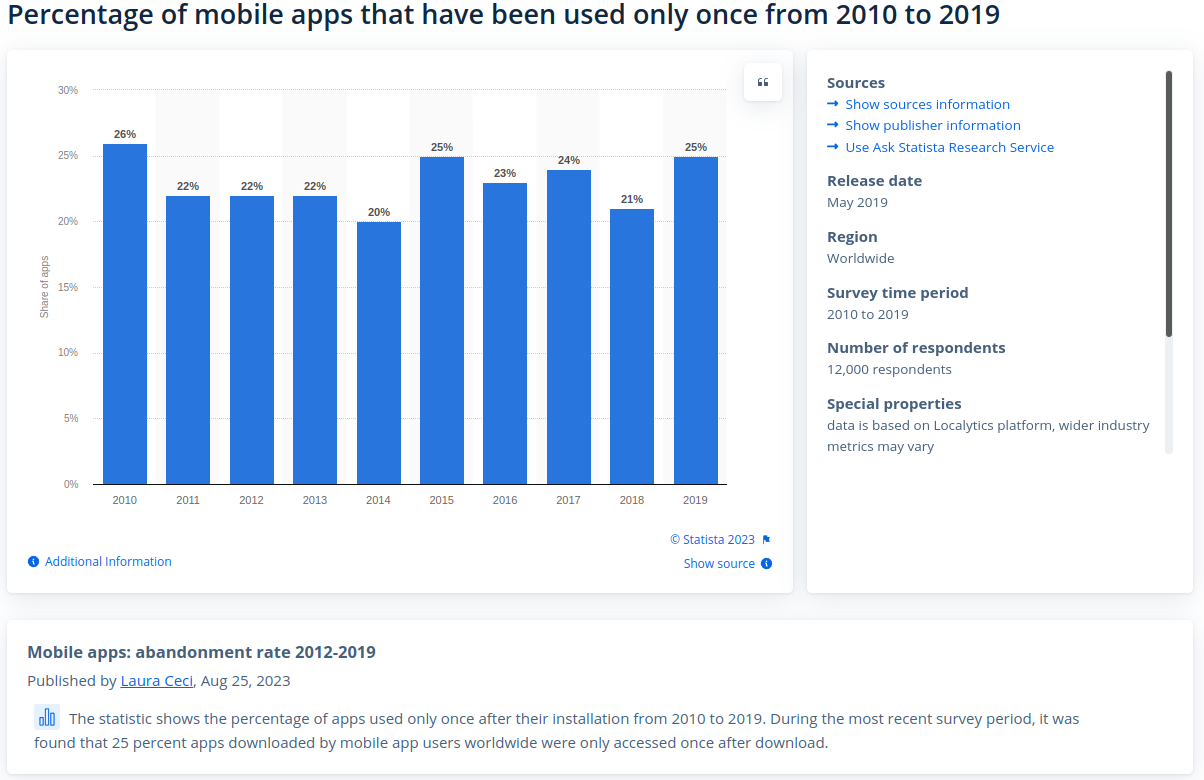 Percentage of mobile apps that have been used only once from 2010 to 2019
30%
25%
20%
15%
10%
5%
0%
Share of apps
26%
22%
22%
22%
20%
25%
23%
24%
21%
25%
2010
2011
2012
2013
2014
2015
2016
2017
2018
2019
© Statista 2023
Additional Information
Show source
Sources
Show sources information
Show publisher information
Use Ask Statista Research Service
Release date
May 2019
Region
Worldwide
Survey time period
2010 to 2019
Number of respondents
12,000 respondents
Special properties
data is based on Localytics platform, wider industry
metrics may vary
Mobile apps: abandonment rate 2012-2019
Published by Laura Ceci, Aug 25, 2023
The statistic shows the percentage of apps used only once after their installation from 2010 to 2019. During the most recent survey period, it was
found that 25 percent apps downloaded by mobile app users worldwide were only accessed once after download.